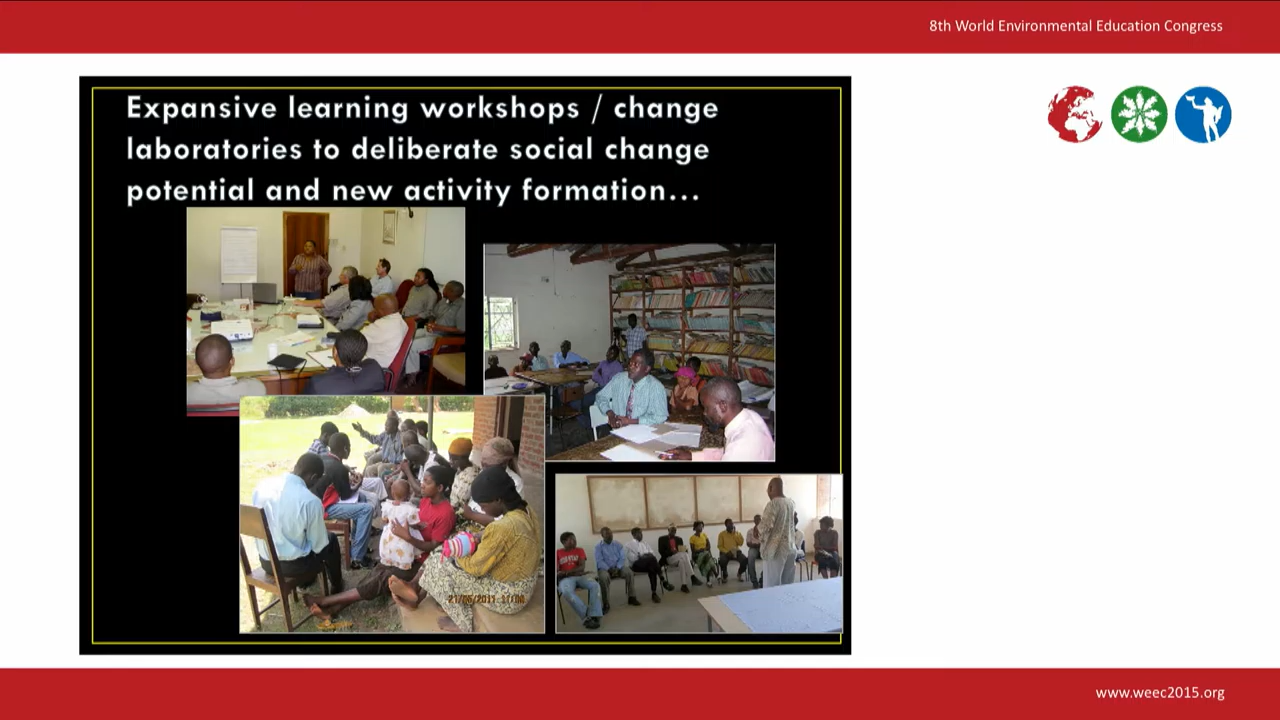 8th World Environmental Education Congress
Expansive learning workshops / change
laboratories to deliberate social change
potential and new activity formation...
www.weec2015.org